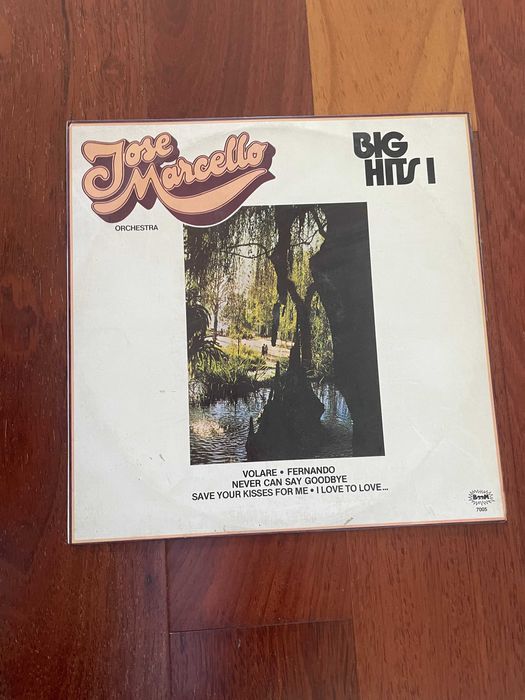 Jose
Marcello
ORCHESTRA
BIG
HITS I
VOLARE • FERNANDO
NEVER CAN SAY GOODBYE
SAVE YOUR KISSES FOR ME • I LOVE TO LOVE...
7005